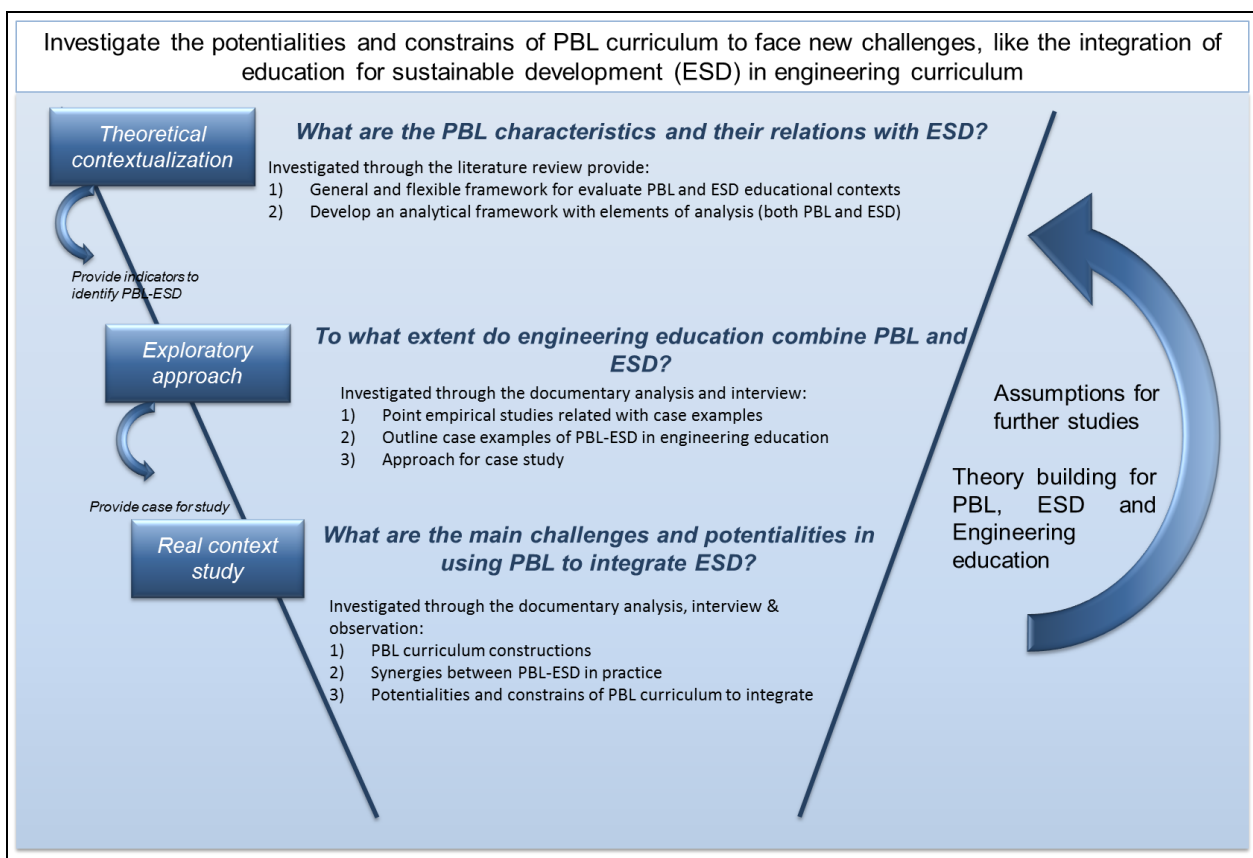 Investigate the potentialities and constrains of PBL curriculum to face new challenges, like the integration of
education for sustainable development (ESD) in engineering curriculum
Theoretical
contextualization
What are the PBL characteristics and their relations with ESD?
Investigated through the literature review provide:
1) General and flexible framework for evaluate PBL and ESD educational contexts
2) Develop an analytical framework with elements of analysis (both PBL and ESD)
Provide indicators to
identify PBL-ESD
Exploratory
approach
To what extent do engineering education combine PBL and
ESD?
Investigated through the documentary analysis and interview:
1) Point empirical studies related with case examples
2) Outline case examples of PBL-ESD in engineering education
3) Approach for case study
Provide case for study
Real context
study
What are the main challenges and potentialities in
using PBL to integrate ESD?
Investigated through the documentary analysis, interview &
observation:
1) PBL curriculum constructions
2) Synergies between PBL-ESD in practice
3) Potentialities and constrains of PBL curriculum to integrate
Assumptions for
further studies
Theory building for
PBL, ESD and
Engineering
education